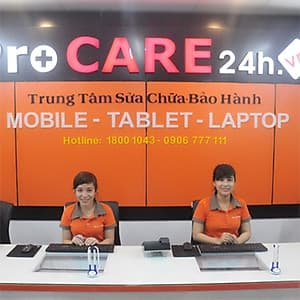 Pro CARE 24h.VN
Trung Tâm Sửa Chữa-Bảo Hành
MOBILE - TABLET - LAPTOP
Hotline: 1800 1043 - 0906 777 111